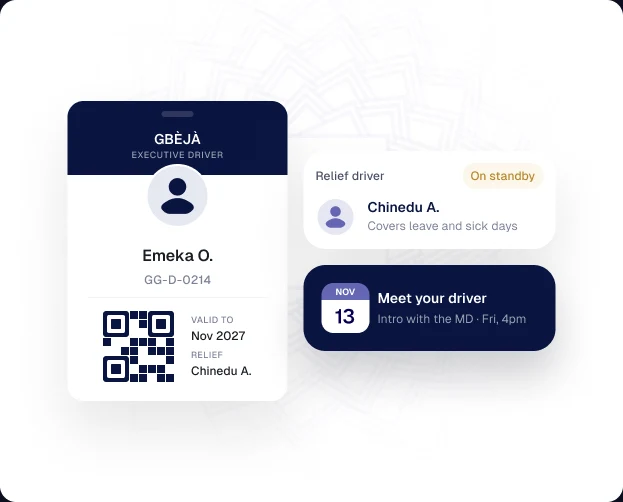 GBÈJÀ
EXECUTIVE DRIVER
Emeka O.
GG-D-0214
VALID TO
Nov 2027
RELIEF
Chinedu A.
Relief driver
On standby
Chinedu A.
Covers leave and sick days
NOV
13
Meet your driver
Intro with the MD · Fri, 4pm